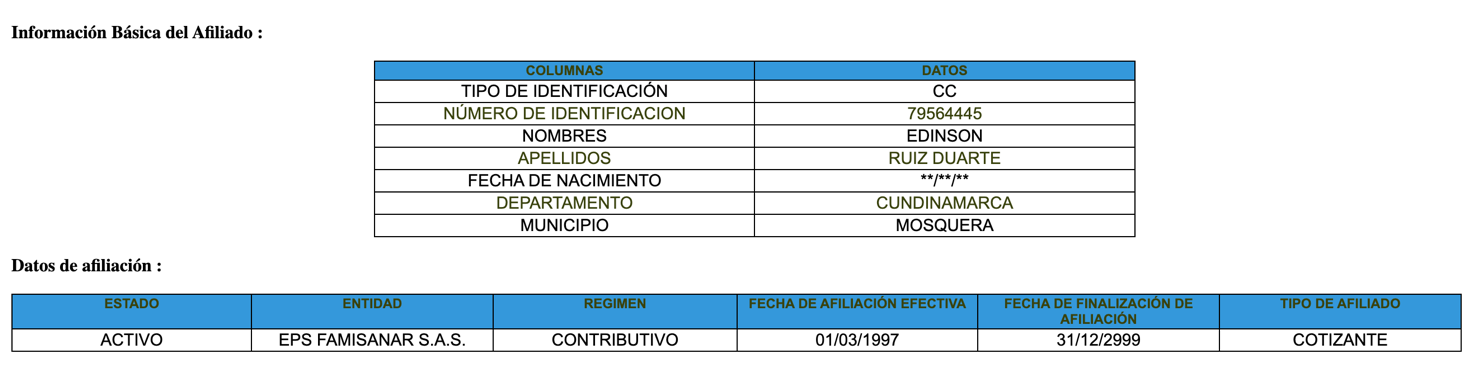 Información Básica del Afiliado :
COLUMNAS DATOS
TIPO DE IDENTIFICACIÓN CC
NÚMERO DE IDENTIFICACION 79564445
NOMBRES EDINSON
APELLIDOS RUIZ DUARTE
FECHA DE NACIMIENTO **/**/**
DEPARTAMENTO CUNDINAMARCA
MUNICIPIO MOSQUERA
Datos de afiliación :
ESTADO ENTIDAD REGIMEN FECHA DE AFILIACIÓN EFECTIVA FECHA DE FINALIZACIÓN DE AFILIACIÓN TIPO DE AFILIADO
ACTIVO EPS FAMISANAR S.A.S. CONTRIBUTIVO 01/03/1997 31/12/2999 COTIZANTE